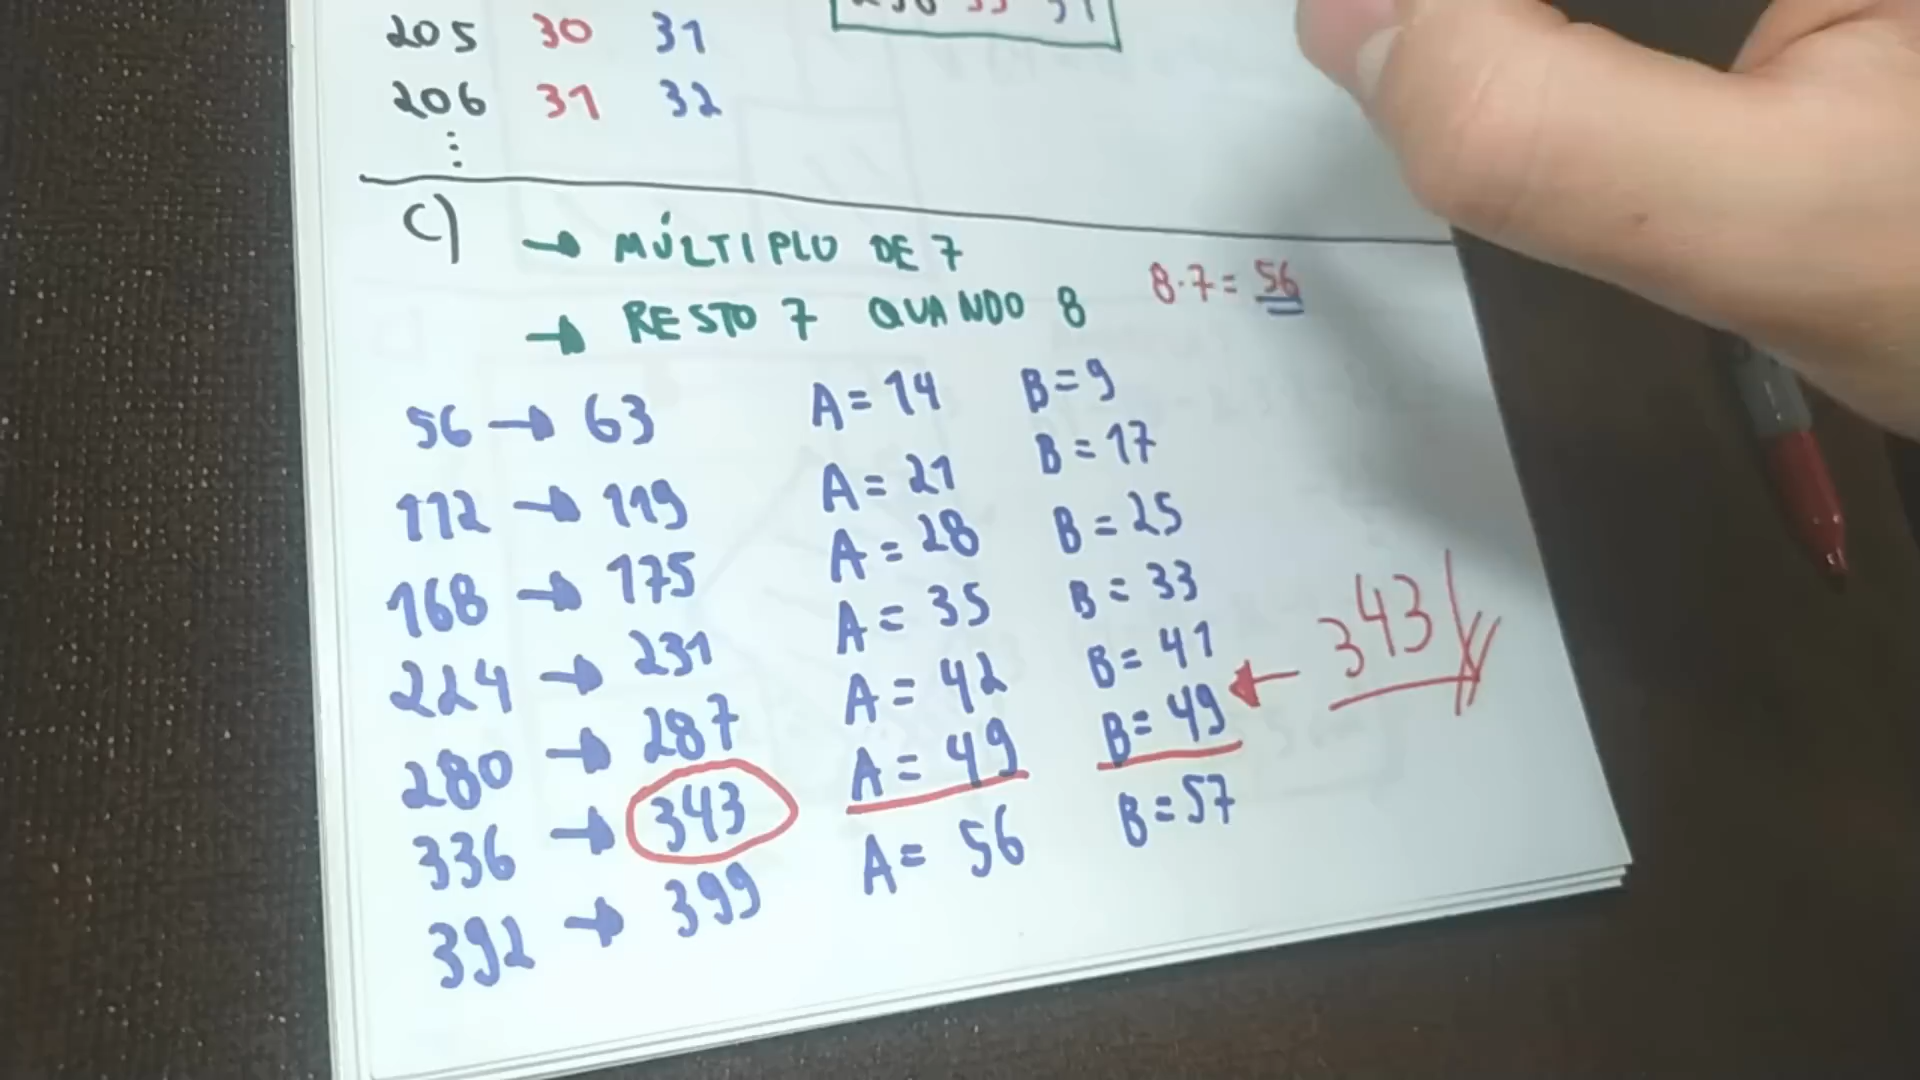 205 30 31
206 31 32
⋮
C) → MÚLTIPLO DE 7
→ RESTO 7 QUANDO 8
8·7 = 56
56 → 63 A = 14 B = 9
112 → 119 A = 21 B = 17
168 → 175 A = 28 B = 25
224 → 231 A = 35 B = 33
280 → 287 A = 42 B = 41
336 → 343 A = 49 B = 49 ← 343
392 → 399 A = 56 B = 57